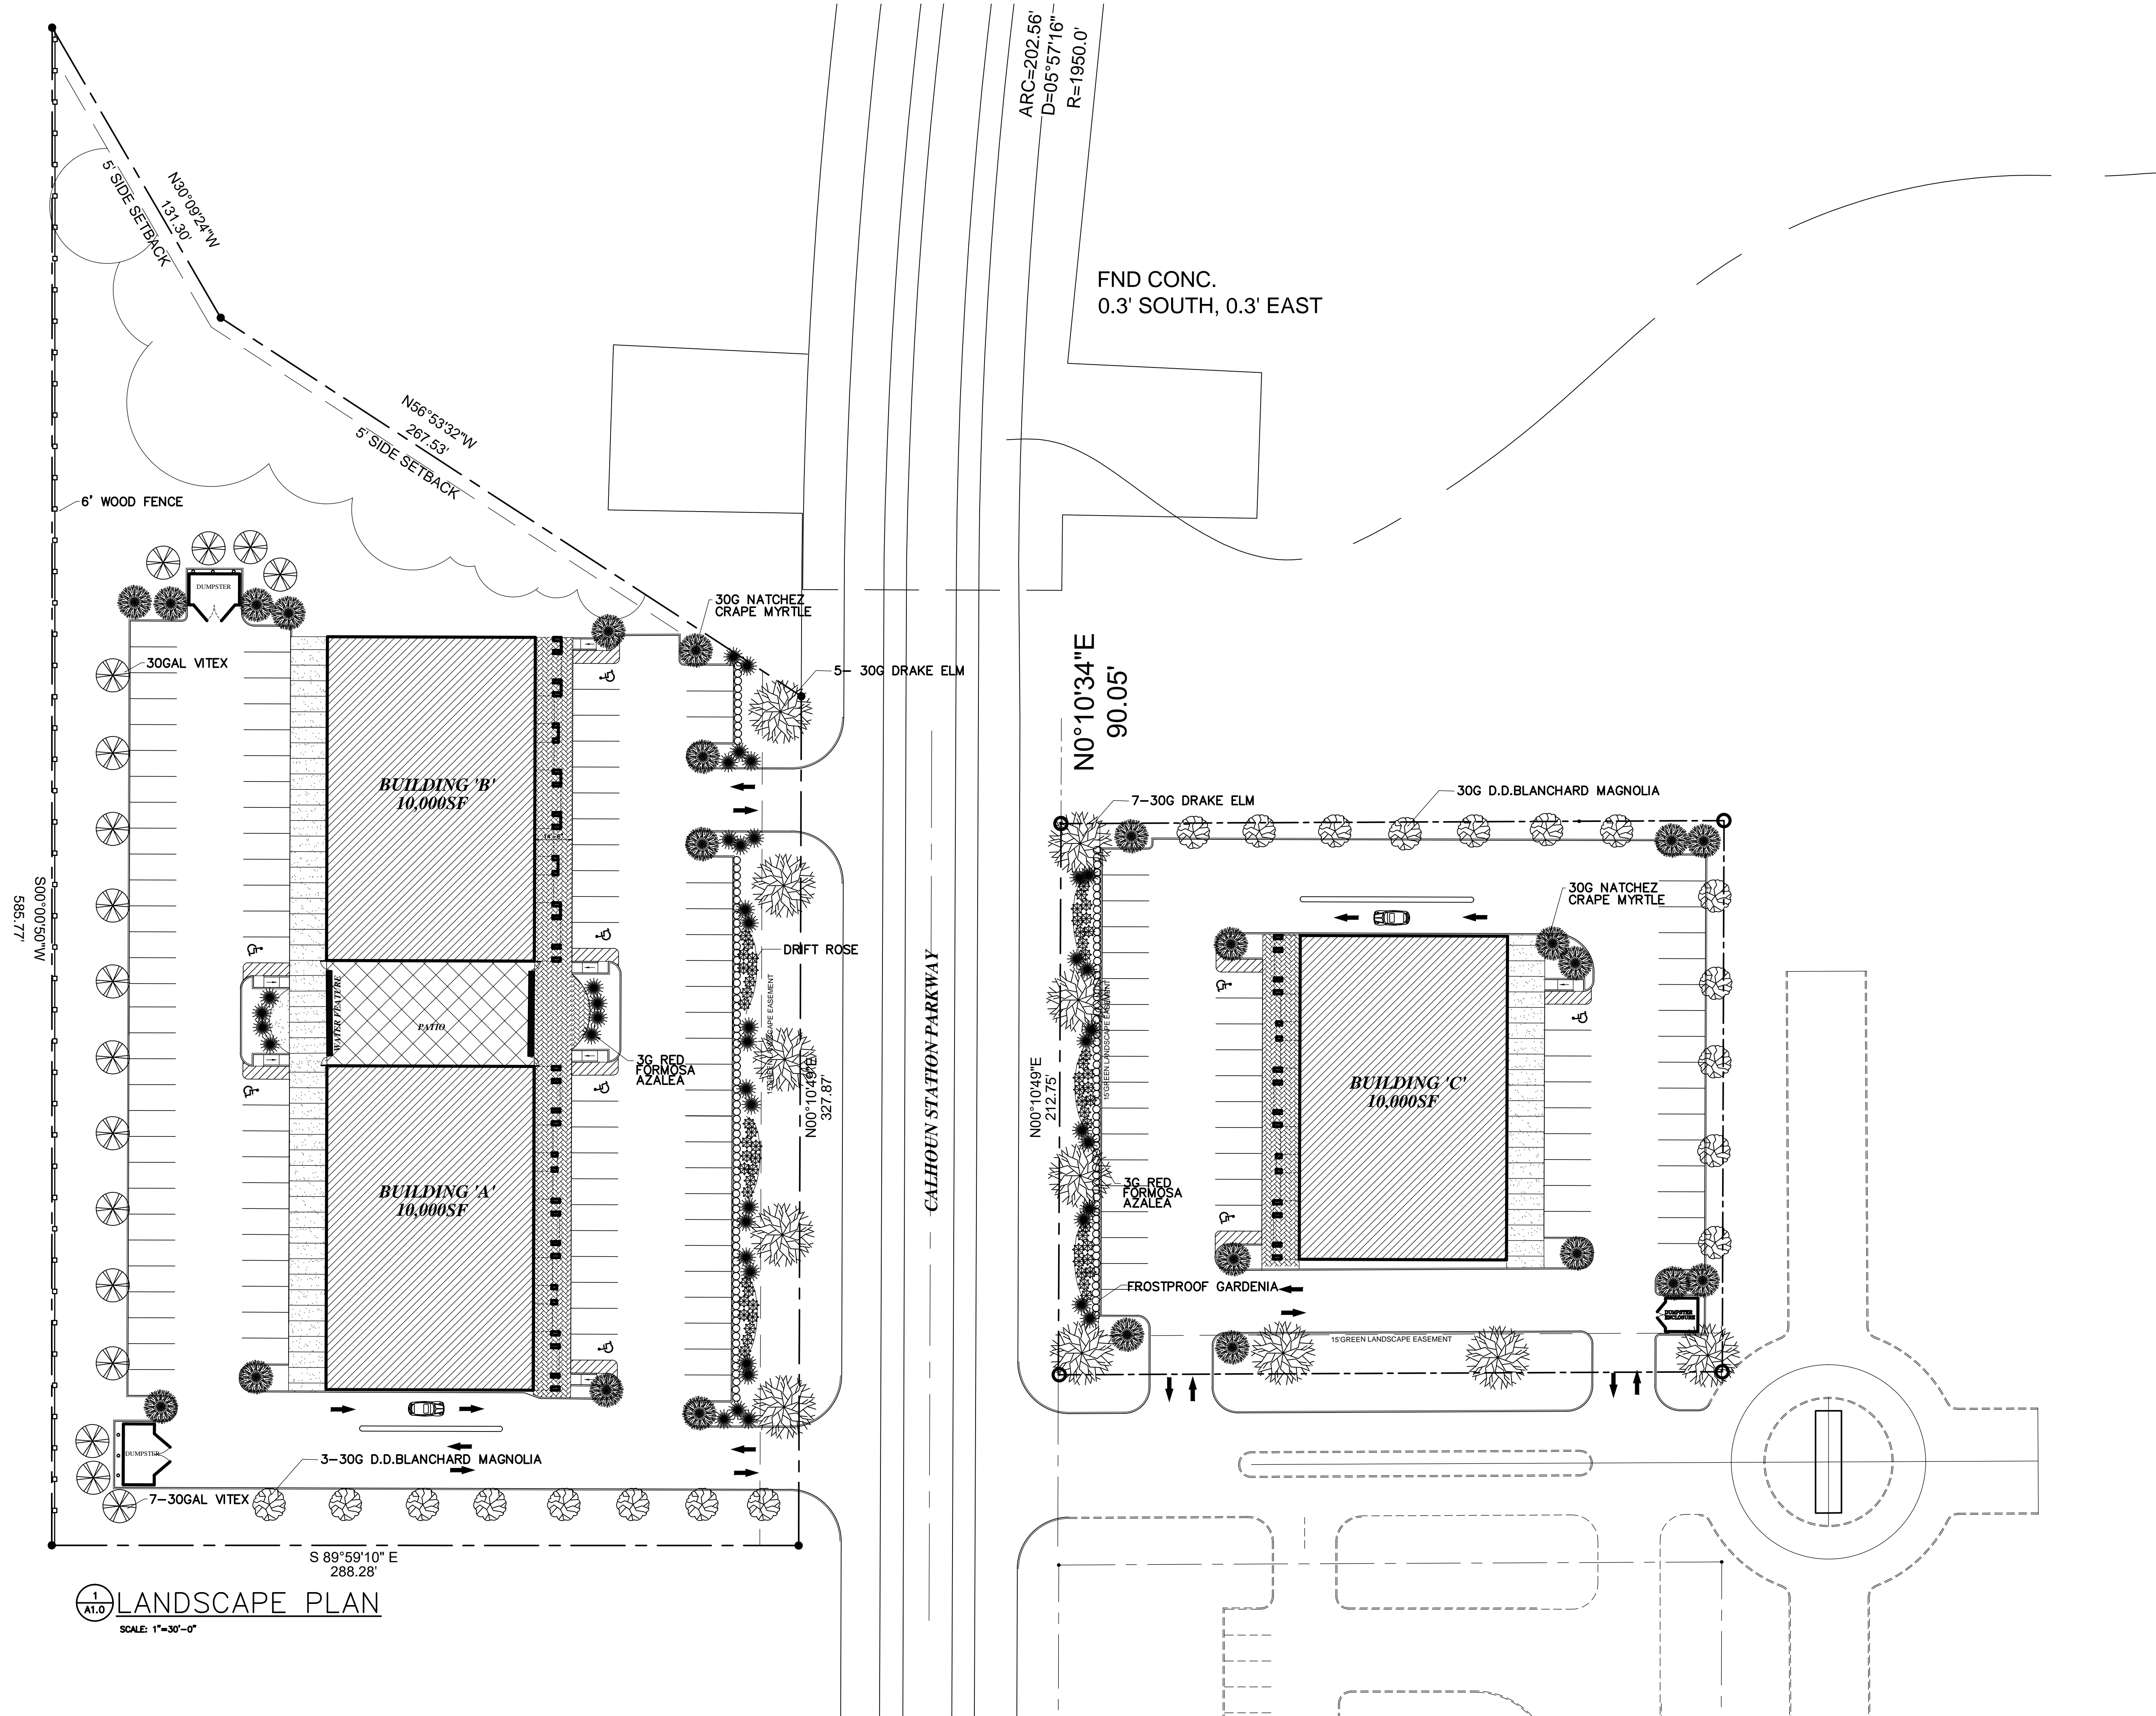 ARC=202.56'
D=05°57'16"
R=1950.0'
N30°09'24"W
131.30'
5' SIDE SETBACK
FND CONC.
0.3' SOUTH, 0.3' EAST
N56°53'32"W
267.53'
5' SIDE SETBACK
6' WOOD FENCE
DUMPSTER
30G NATCHEZ
CRAPE MYRTLE
30GAL VITEX
5- 30G DRAKE ELM
N0°10'34"E
90.05'
BUILDING 'B'
10,000SF
7-30G DRAKE ELM
30G D.D.BLANCHARD MAGNOLIA
30G NATCHEZ
CRAPE MYRTLE
S00°00'50"W
585.77'
DRIFT ROSE
WATER FEATURE
PATIO
3G RED
FORMOSA
AZALEA
N00°10'49"E
327.87'
CALHOUN STATION PARKWAY
N00°10'49"E
212.75'
15'GREEN LANDSCAPE EASEMENT
BUILDING 'C'
10,000SF
BUILDING 'A'
10,000SF
3G RED
FORMOSA
AZALEA
FROSTPROOF GARDENIA
DUMPSTER
ENCLOSURE
15'GREEN LANDSCAPE EASEMENT
DUMPSTER
3-30G D.D.BLANCHARD MAGNOLIA
7-30GAL VITEX
S 89°59'10" E
288.28'
1
A1.0
LANDSCAPE PLAN
SCALE: 1"=30'-0"